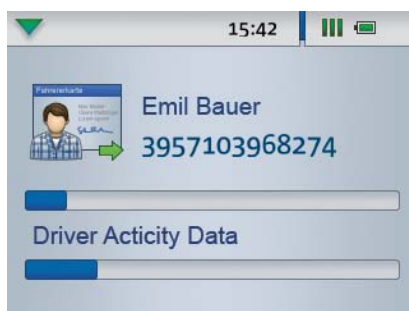 15:42
Fahrerkarte
Emil Bauer
3957103968274
Driver Acticity Data